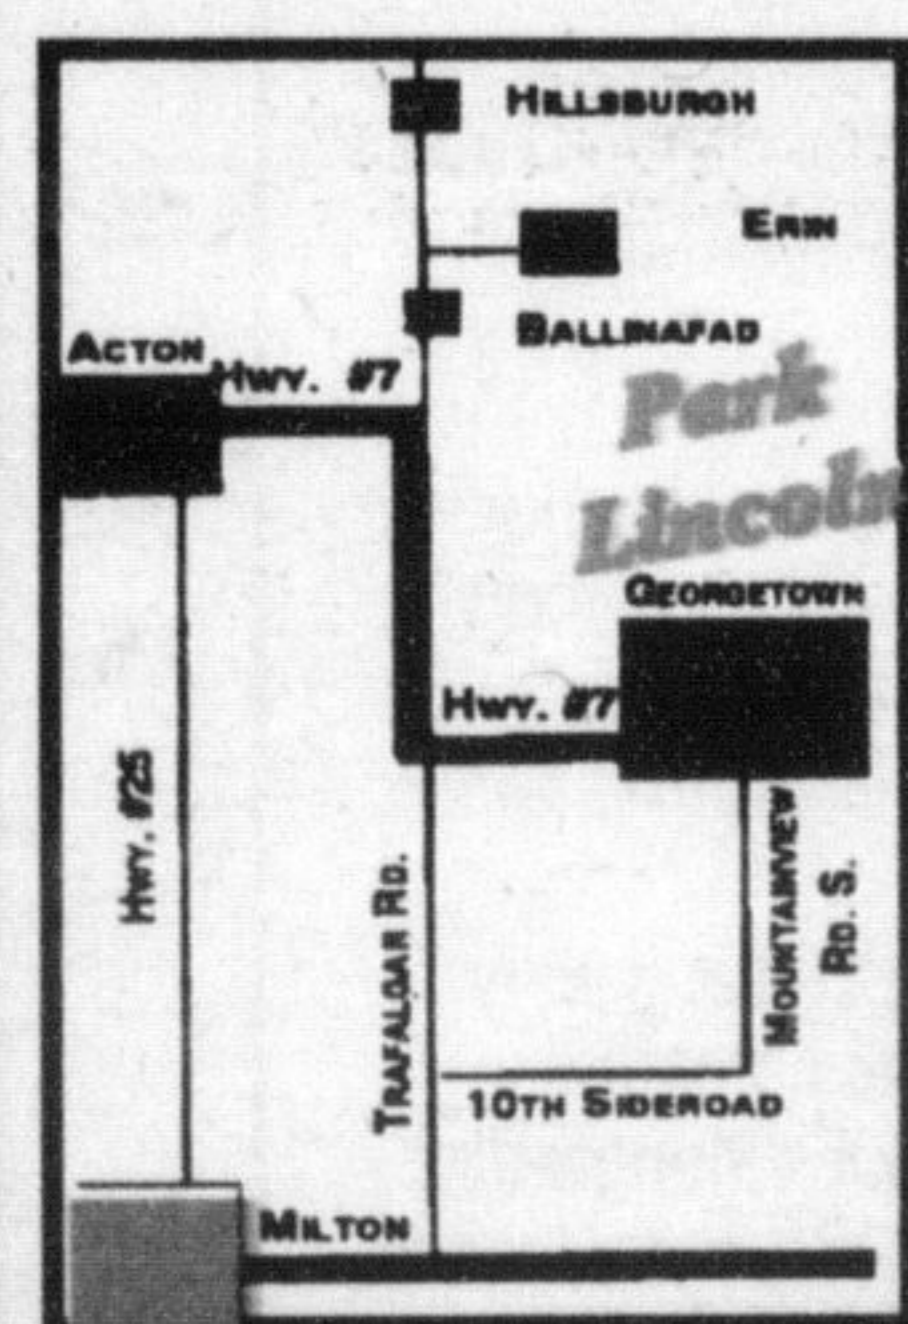 HILLSBURGH
ERIN
BALLINAFAD
ACTON
HWY. #7
Park
Lincoln
GEORGETOWN
HWY. #7
HWY. #25
TRAFALGAR RD.
MOUNTAINVIEW
RD. S.
10TH SIDEROAD
MILTON